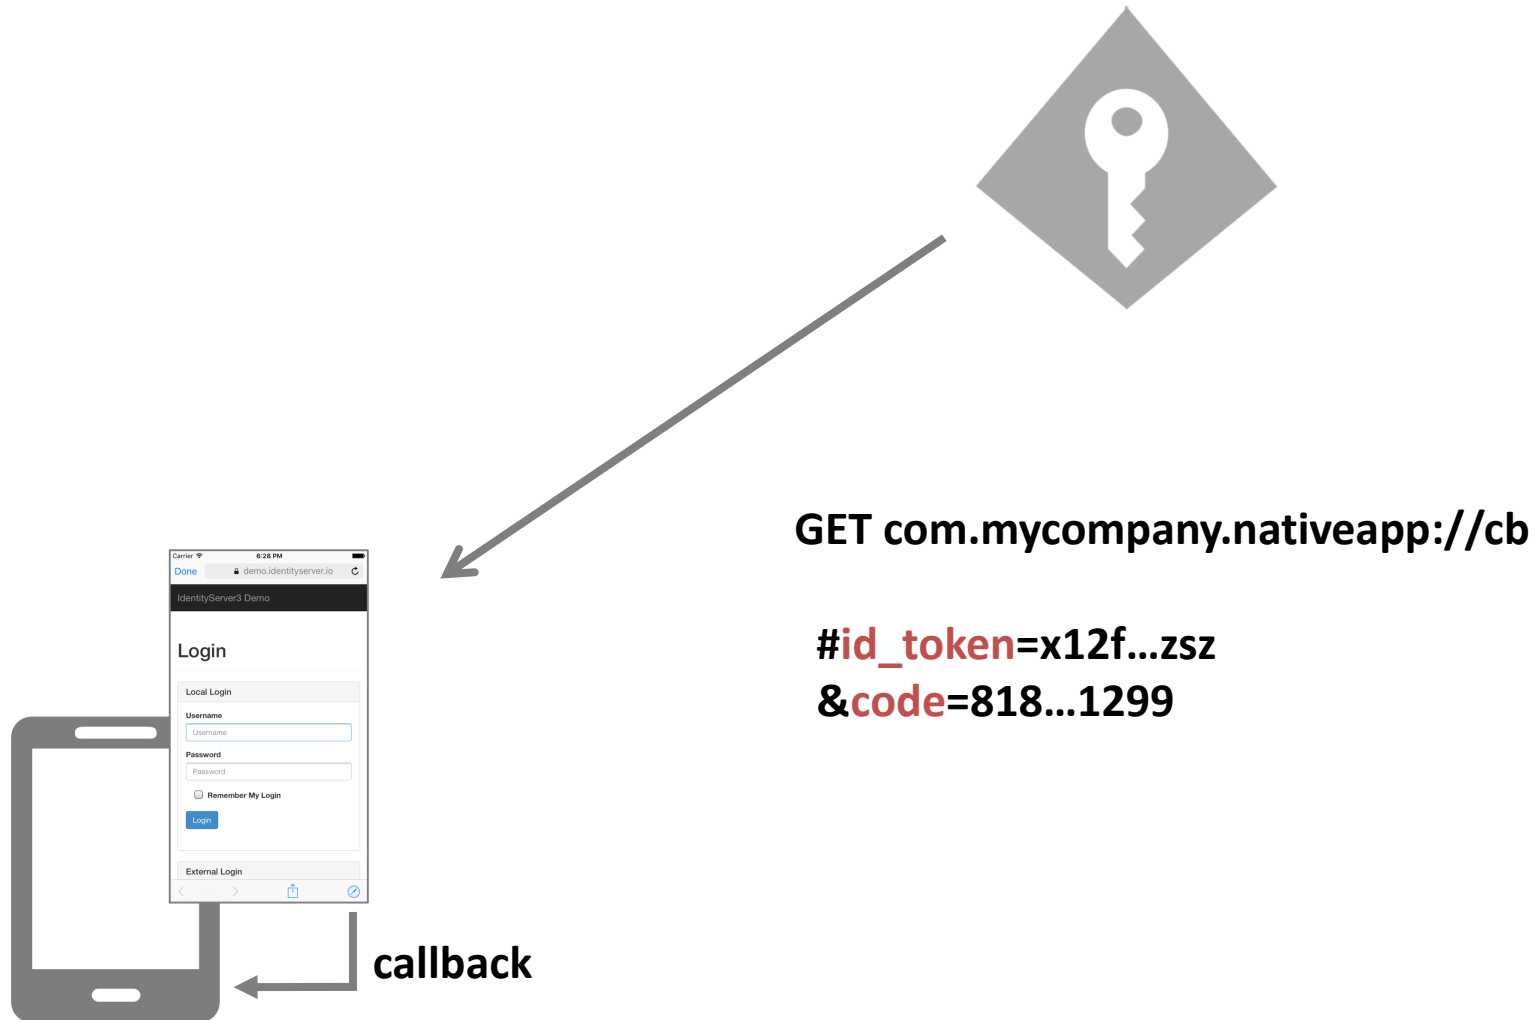 GET com.mycompany.nativeapp://cb
#id_token=x12f…zsz
&code=818…1299
Carrier 6:28 PM
Done demo.identityserver.io
IdentityServer3 Demo
Login
Local Login
Username
Username
Password
Password
Remember My Login
Login
External Login
callback